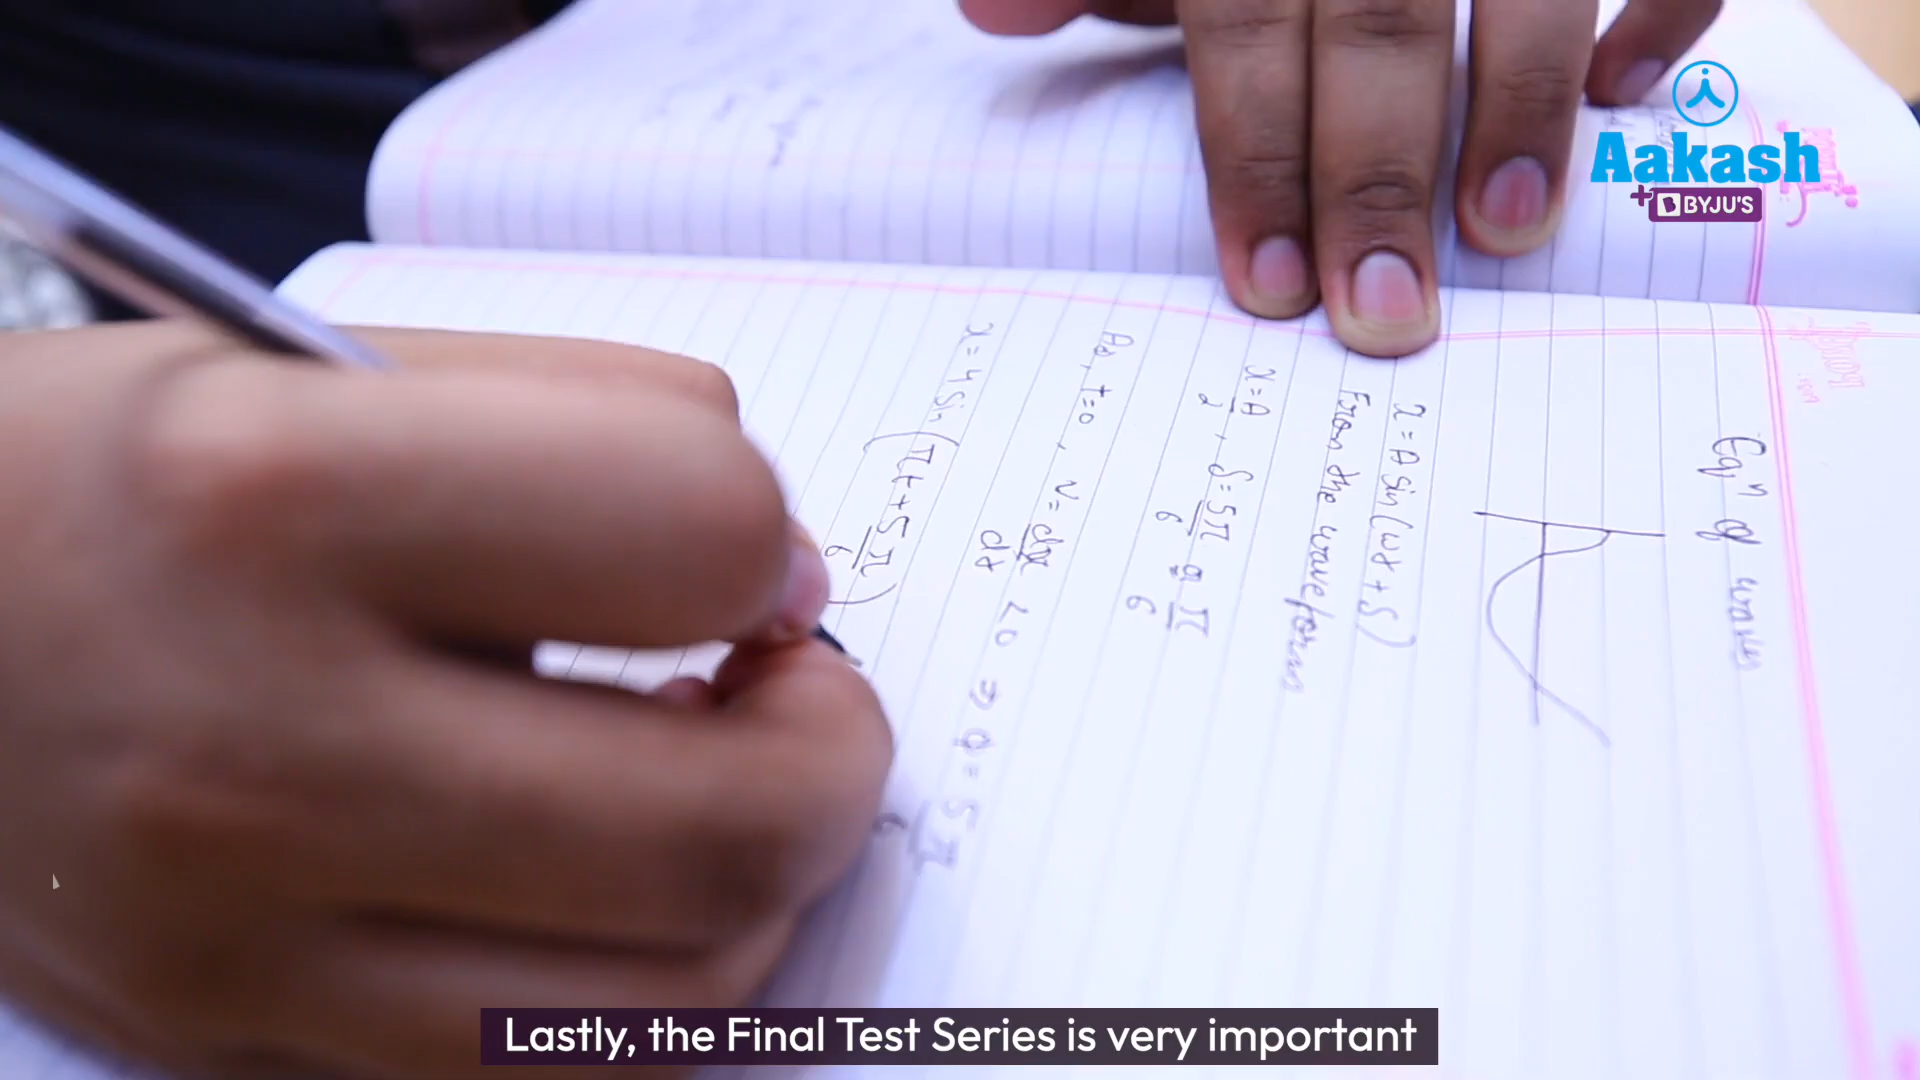 Aakash
+ BYJU'S
Eqⁿ of wave
x = A sin(ωt + δ)
From the waveform
x = A/2, δ = 5π/6 or π/6
As, t=0, v = dx/dt < 0 ⇒ φ = 5π/6
x = 4 sin(πt + 5π/6)
Lastly, the Final Test Series is very important